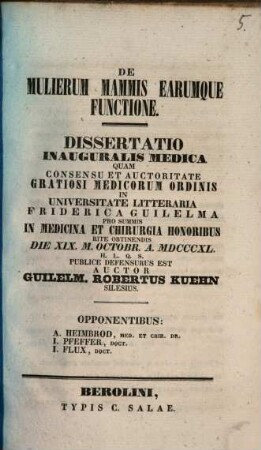 5.
DE
MULIERUM MAMMIS EARUMQUE
FUNCTIONE.
DISSERTATIO
INAUGURALIS MEDICA
QUAM
CONSENSU ET AUCTORITATE
GRATIOSI MEDICORUM ORDINIS
IN
UNIVERSITATE LITTERARIA
FRIDERICA GUILELMA
PRO SUMMIS
IN MEDICINA ET CHIRURGIA HONORIBUS
RITE OBTINENDIS
DIE XIX. M. OCTOBR. A. MDCCCXL.
H. L. Q. S.
PUBLICE DEFENSURUS EST
AUCTOR
GUILELM. ROBERTUS KUEHN
SILESIUS.
OPPONENTIBUS:
A. HEIMBROD, MED. ET CHIR. DR.
I. PFEFFER, DOCT.
I. FLUX, DOCT.
BEROLINI,
TYPIS C. SALAE.